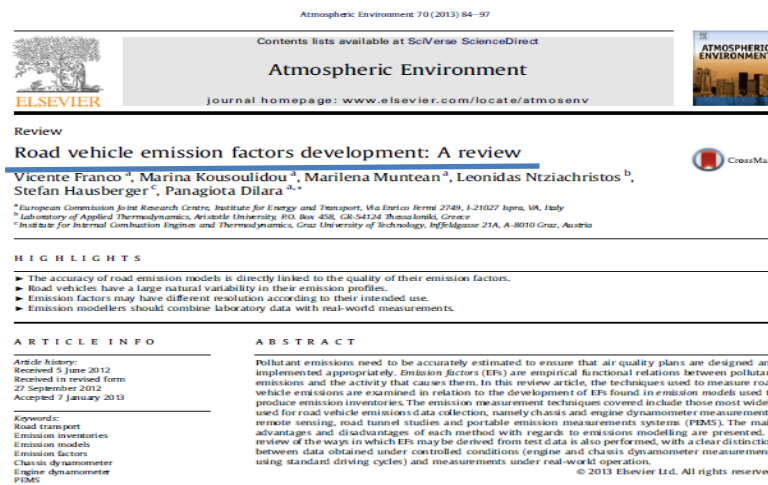 Atmospheric Environment 70 (2013) 84–97
Contents lists available at SciVerse ScienceDirect
Atmospheric Environment
journal homepage: www.elsevier.com/locate/atmosenv
ELSEVIER
ATMOSPHERIC
ENVIRONMENT
Review
Road vehicle emission factors development: A review
CrossMa
Vicente Franco a, Marina Kousoulidou a, Marilena Muntean a, Leonidas Ntziachristos b,
Stefan Hausberger c, Panagiota Dilara a,*
a European Commission Joint Research Centre, Institute for Energy and Transport, Via Enrico Fermi 2749, I-21027 Ispra, VA, Italy
b Laboratory of Applied Thermodynamics, Aristotle University, P.O. Box 458, GR-54124 Thessaloniki, Greece
c Institute for Internal Combustion Engines and Thermodynamics, Graz University of Technology, Inffeldgasse 21A, A-8010 Graz, Austria
HIGHLIGHTS
► The accuracy of road emission models is directly linked to the quality of their emission factors.
► Road vehicles have a large natural variability in their emission profiles.
► Emission factors may have different resolution according to their intended use.
► Emission modellers should combine laboratory data with real-world measurements.
ARTICLE INFO
Article history:
Received 5 June 2012
Received in revised form
27 September 2012
Accepted 7 January 2013
Keywords:
Road transport
Emission inventories
Emission models
Emission factors
Chassis dynamometer
Engine dynamometer
PEMS
ABSTRACT
Pollutant emissions need to be accurately estimated to ensure that air quality plans are designed an
implemented appropriately. Emission factors (EFs) are empirical functional relations between pollutan
emissions and the activity that causes them. In this review article, the techniques used to measure roa
vehicle emissions are examined in relation to the development of EFs found in emission models used t
produce emission inventories. The emission measurement techniques covered include those most wide
used for road vehicle emissions data collection, namely chassis and engine dynamometer measurement
remote sensing, road tunnel studies and portable emission measurements systems (PEMS). The mai
advantages and disadvantages of each method with regards to emissions modelling are presented.
review of the ways in which EFs may be derived from test data is also performed, with a clear distinctio
between data obtained under controlled conditions (engine and chassis dynamometer measuremen
using standard driving cycles) and measurements under real-world operation.
© 2013 Elsevier Ltd. All rights reserve